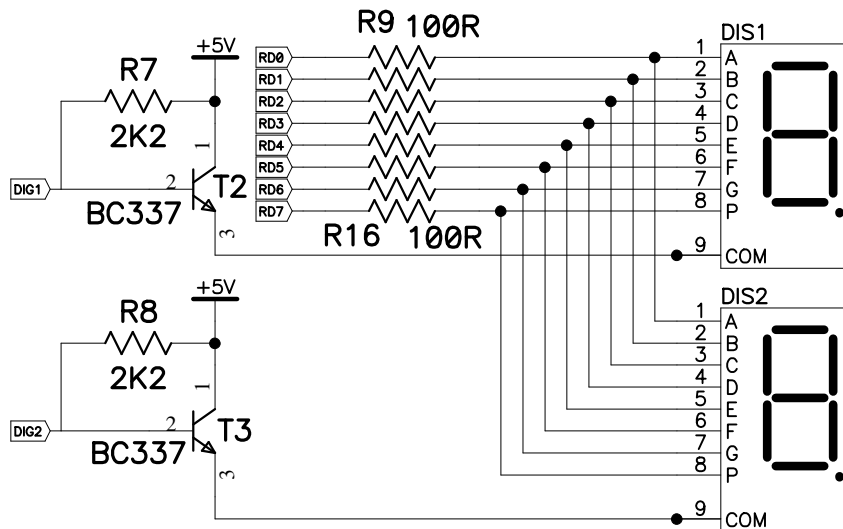 +5V
R7
2K2
1
2
T2
DIG1
BC337
3
R9 100R
RD0
RD1
RD2
RD3
RD4
RD5
RD6
RD7
R16 100R
DIS1
1 A
2 B
3 C
4 D
5 E
6 F
7 G
8 P
9 COM
+5V
R8
2K2
1
2
T3
DIG2
BC337
3
DIS2
1 A
2 B
3 C
4 D
5 E
6 F
7 G
8 P
9 COM